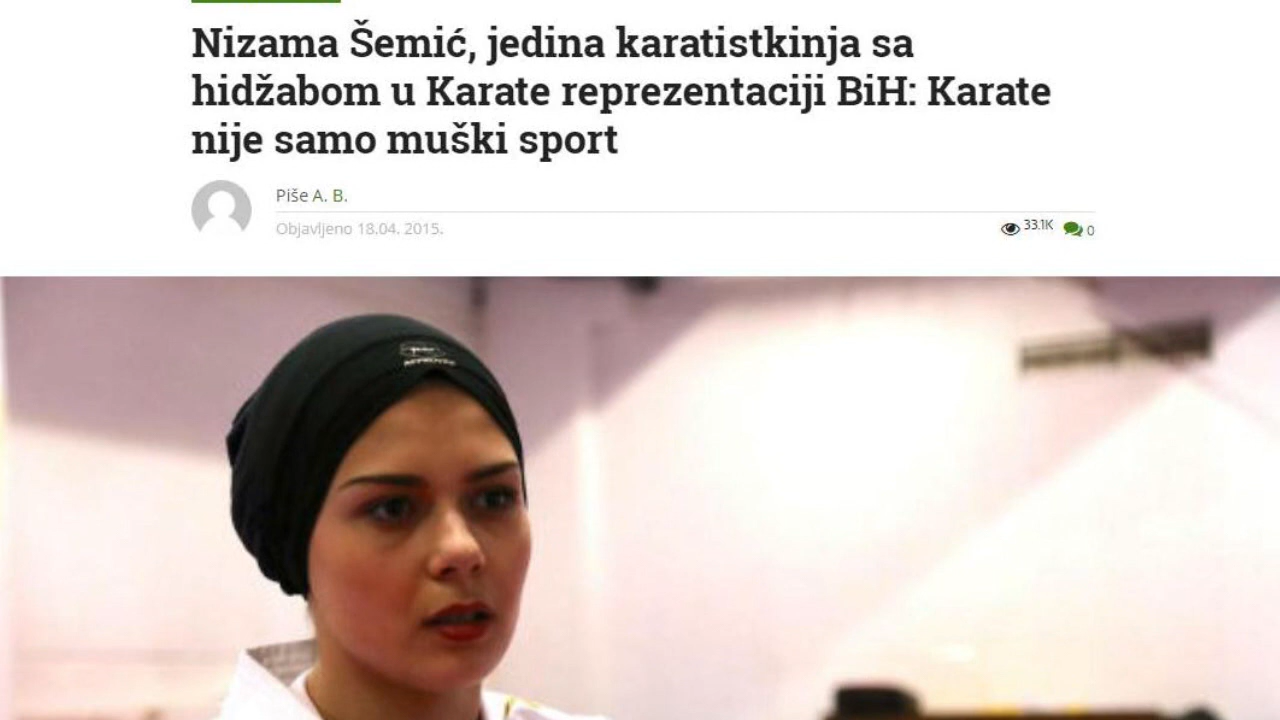 Nizama Šemić, jedina karatistkinja sa
hidžabom u Karate reprezentaciji BiH: Karate
nije samo muški sport
Piše A. B.
Objavljeno 18.04. 2015.
33.1K 0